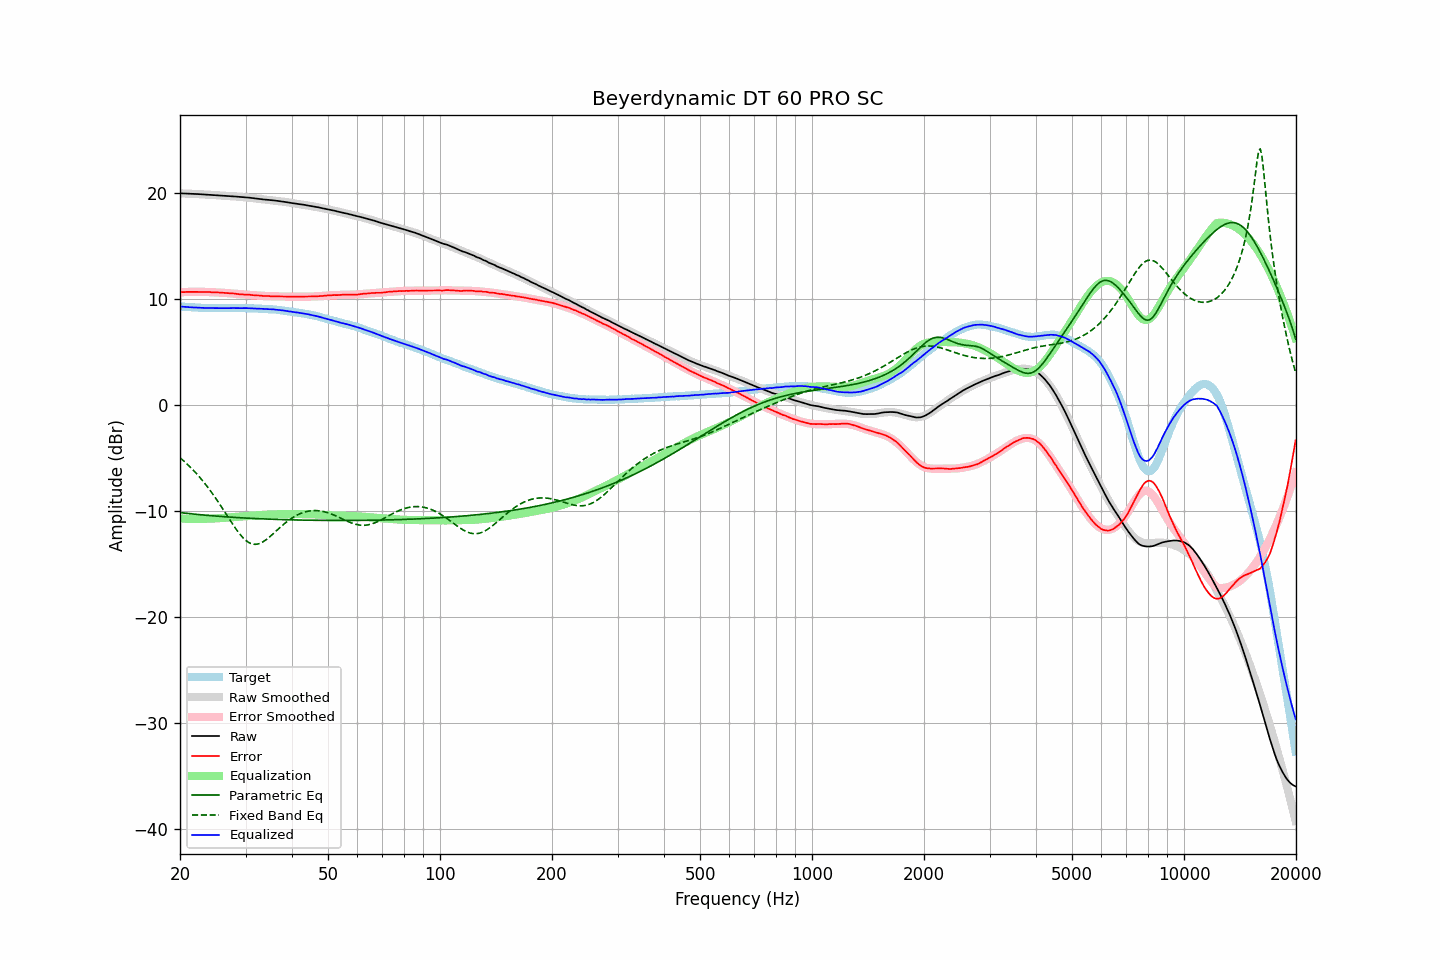 Beyerdynamic DT 60 PRO SC
Amplitude (dBr)
20
10
0
−10
−20
−30
−40
Target
Raw Smoothed
Error Smoothed
Raw
Error
Equalization
Parametric Eq
Fixed Band Eq
Equalized
20 50 100 200 500 1000 2000 5000 10000 20000
Frequency (Hz)